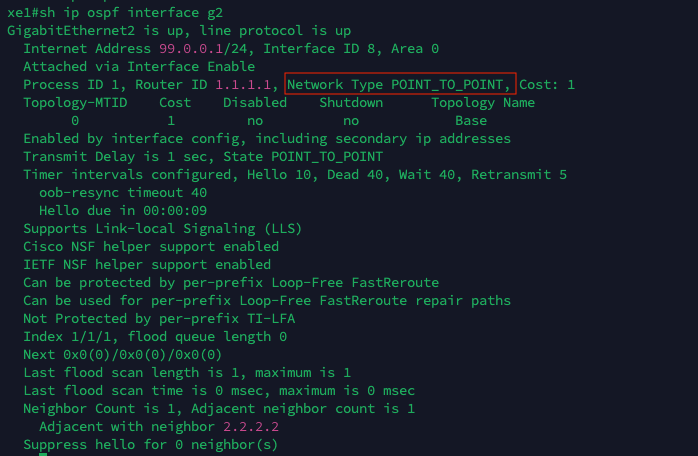 xe1#sh ip ospf interface g2
GigabitEthernet2 is up, line protocol is up
Internet Address 99.0.0.1/24, Interface ID 8, Area 0
Attached via Interface Enable
Process ID 1, Router ID 1.1.1.1, Network Type POINT_TO_POINT, Cost: 1
Topology-MTID Cost Disabled Shutdown Topology Name
0 1 no no Base
Enabled by interface config, including secondary ip addresses
Transmit Delay is 1 sec, State POINT_TO_POINT
Timer intervals configured, Hello 10, Dead 40, Wait 40, Retransmit 5
oob-resync timeout 40
Hello due in 00:00:09
Supports Link-local Signaling (LLS)
Cisco NSF helper support enabled
IETF NSF helper support enabled
Can be protected by per-prefix Loop-Free FastReroute
Can be used for per-prefix Loop-Free FastReroute repair paths
Not Protected by per-prefix TI-LFA
Index 1/1/1, flood queue length 0
Next 0x0(0)/0x0(0)/0x0(0)
Last flood scan length is 1, maximum is 1
Last flood scan time is 0 msec, maximum is 0 msec
Neighbor Count is 1, Adjacent neighbor count is 1
Adjacent with neighbor 2.2.2.2
Suppress hello for 0 neighbor(s)